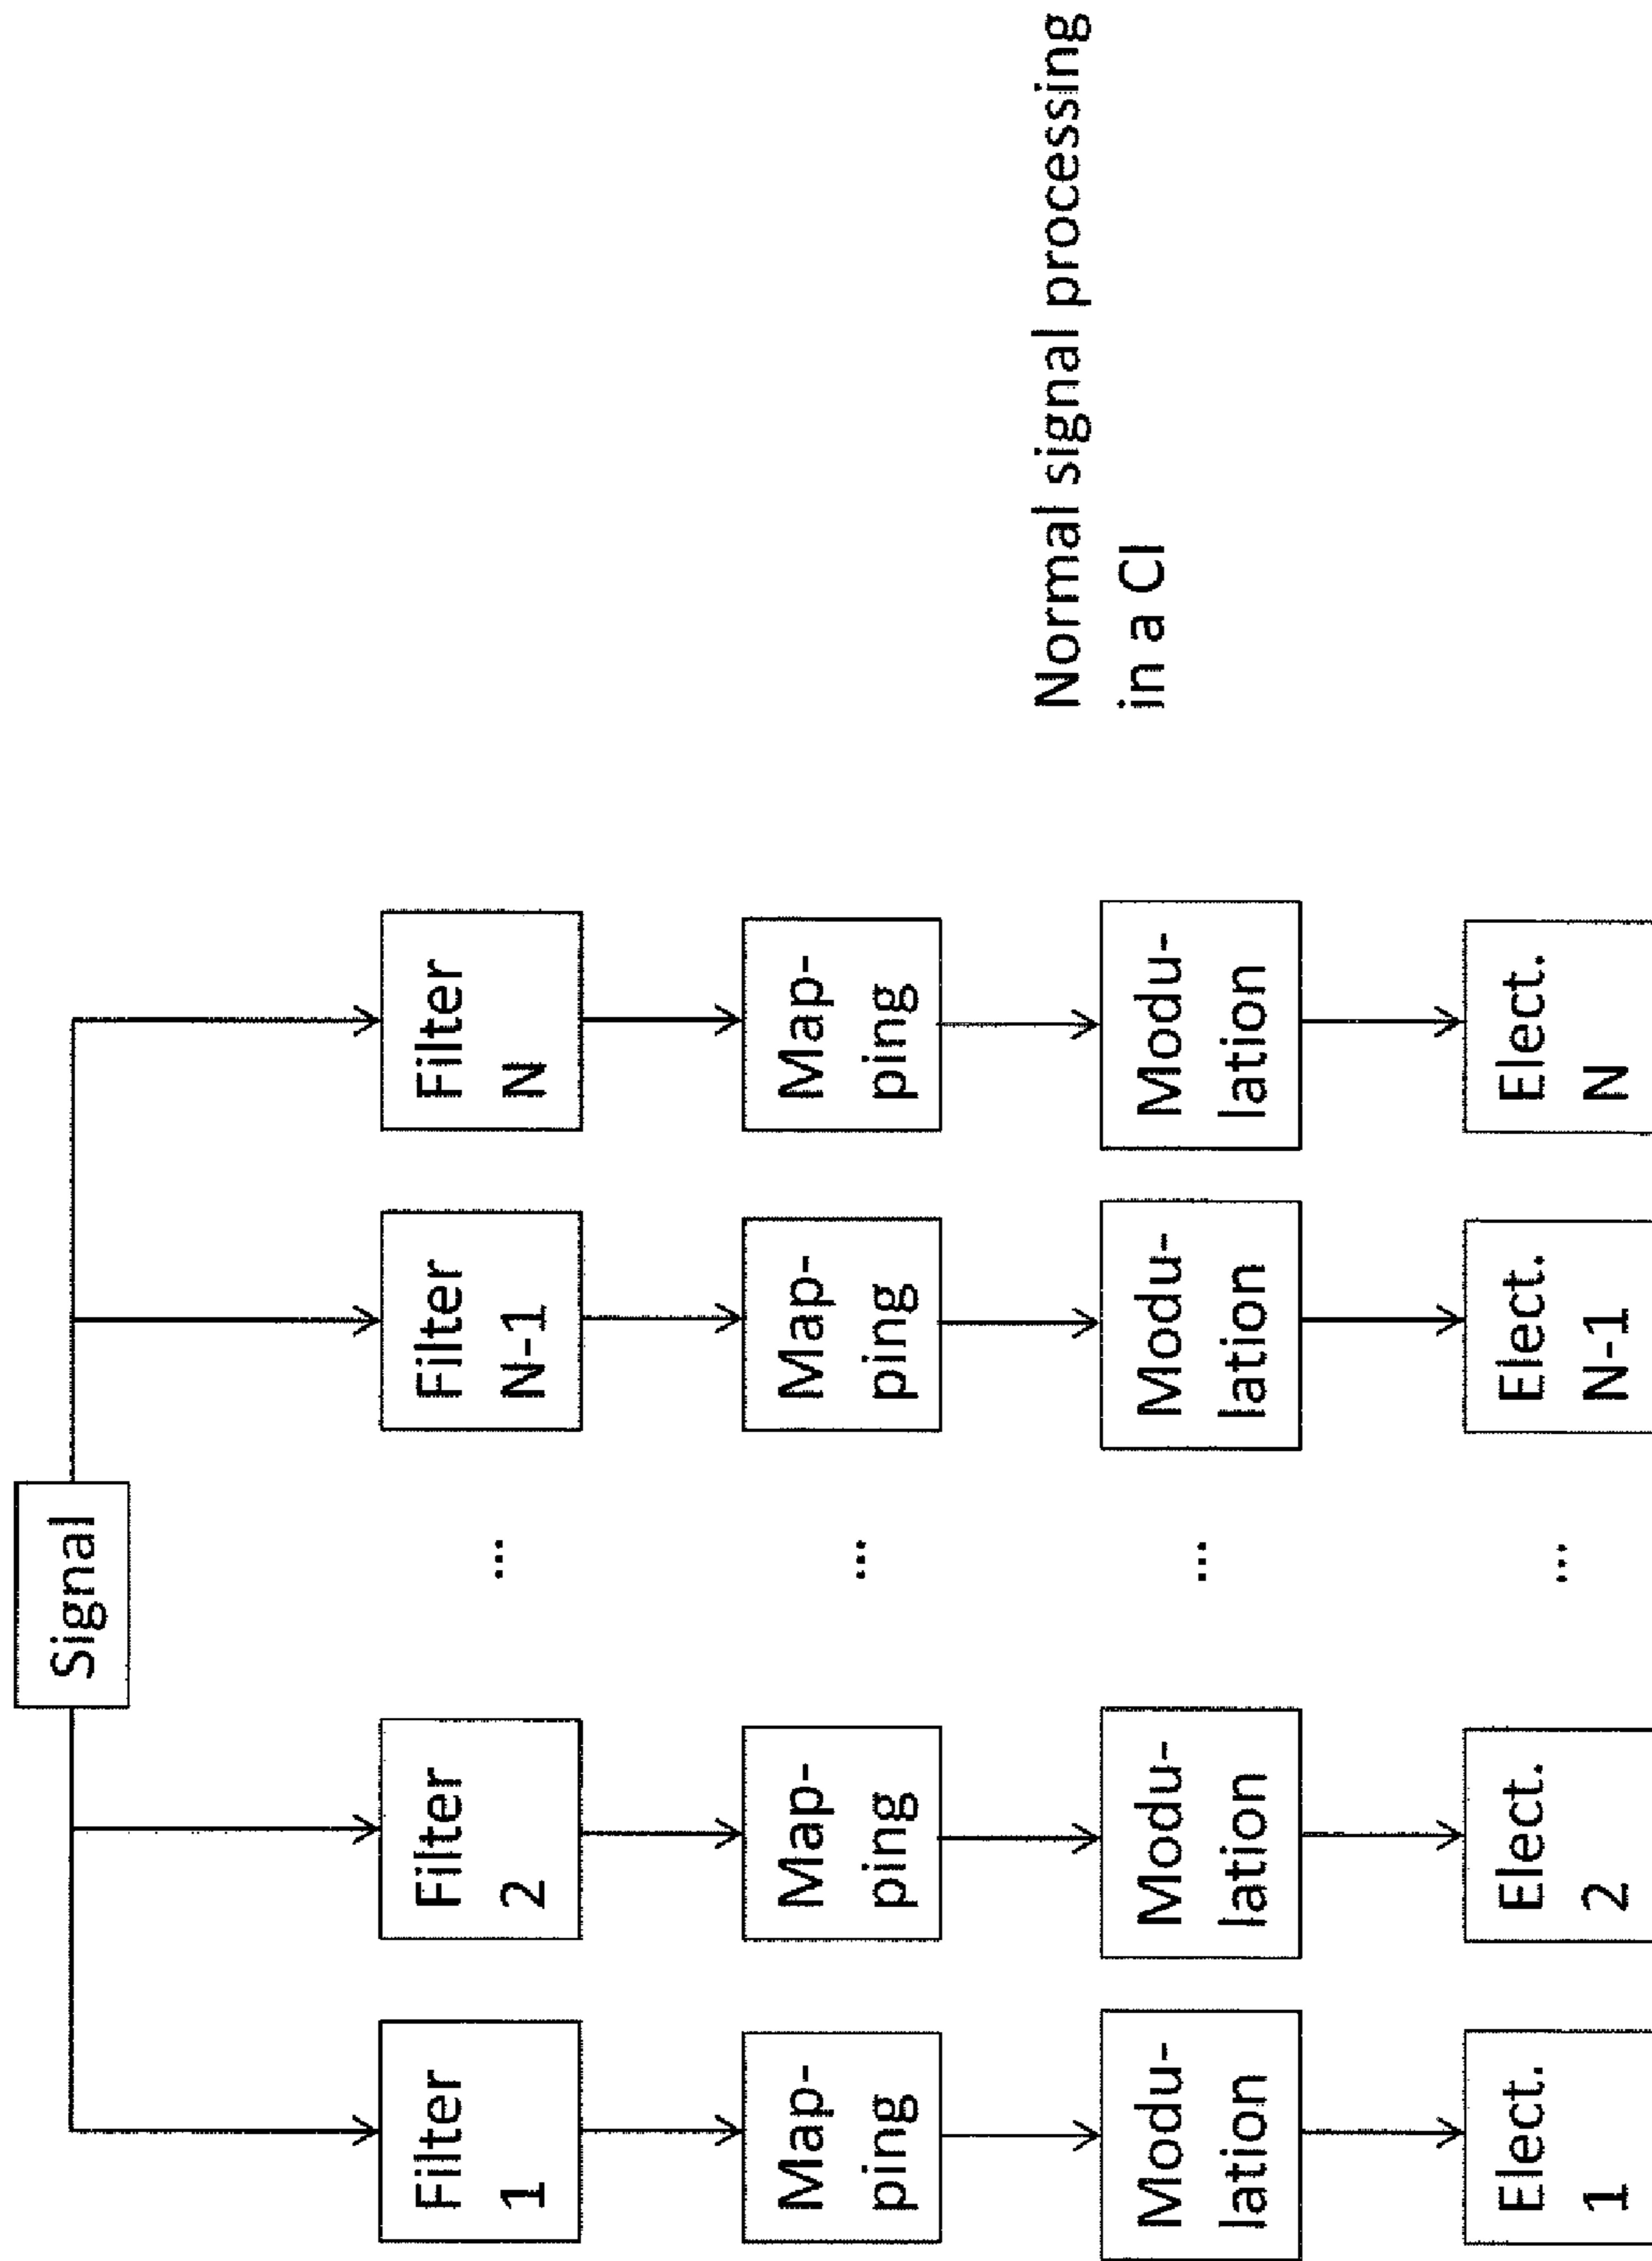 Signal
Filter
1
Filter
2
...
Filter
N-1
Filter
N
Map-
ping
Map-
ping
...
Map-
ping
Map-
ping
Modu-
lation
Modu-
lation
...
Modu-
lation
Modu-
lation
Elect.
1
Elect.
2
...
Elect.
N-1
Elect.
N
Normal signal processing
in a CI